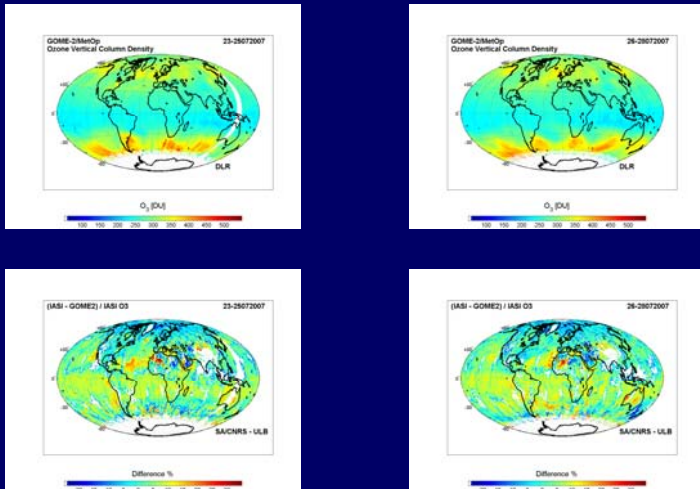 GOME-2/MetOp 23-25072007
Ozone Vertical Column Density
DLR
O3 [DU]
100 150 200 250 300 350 400 450 500
GOME-2/MetOp 26-28072007
Ozone Vertical Column Density
DLR
O3 [DU]
100 150 200 250 300 350 400 450 500
(IASI - GOME2) / IASI O3 23-25072007
SA/CNRS - ULB
Difference %
(IASI - GOME2) / IASI O3 26-28072007
SA/CNRS - ULB
Difference %